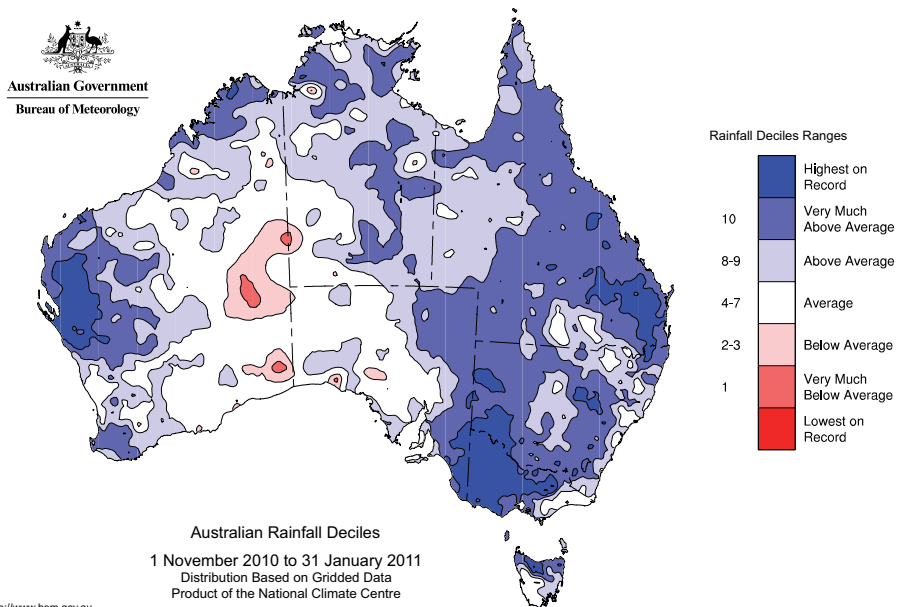 Australian Government
Bureau of Meteorology
Rainfall Deciles Ranges
Highest on
Record
10
Very Much
Above Average
8-9
Above Average
4-7
Average
2-3
Below Average
1
Very Much
Below Average
Lowest on
Record
Australian Rainfall Deciles
1 November 2010 to 31 January 2011
Distribution Based on Gridded Data
Product of the National Climate Centre